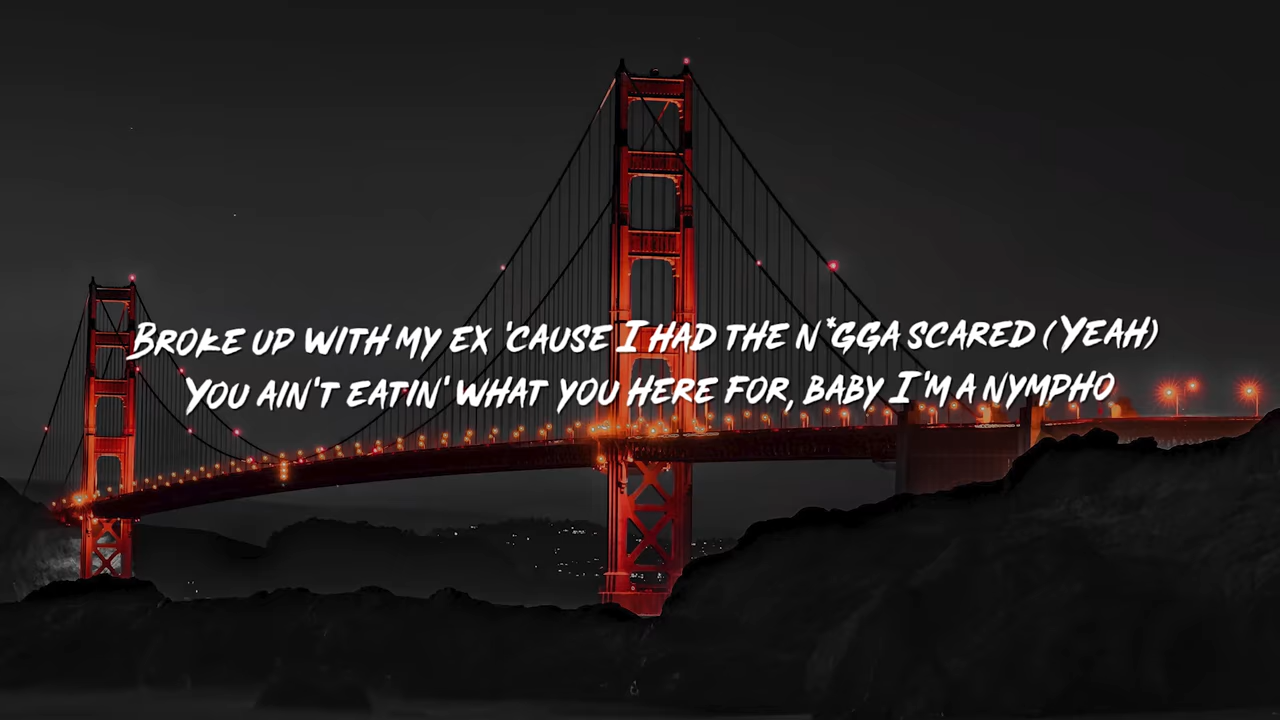 Broke up with my ex 'cause I had the n*gga scared (Yeah)
You ain't eatin' what you here for, baby I'm a nympho